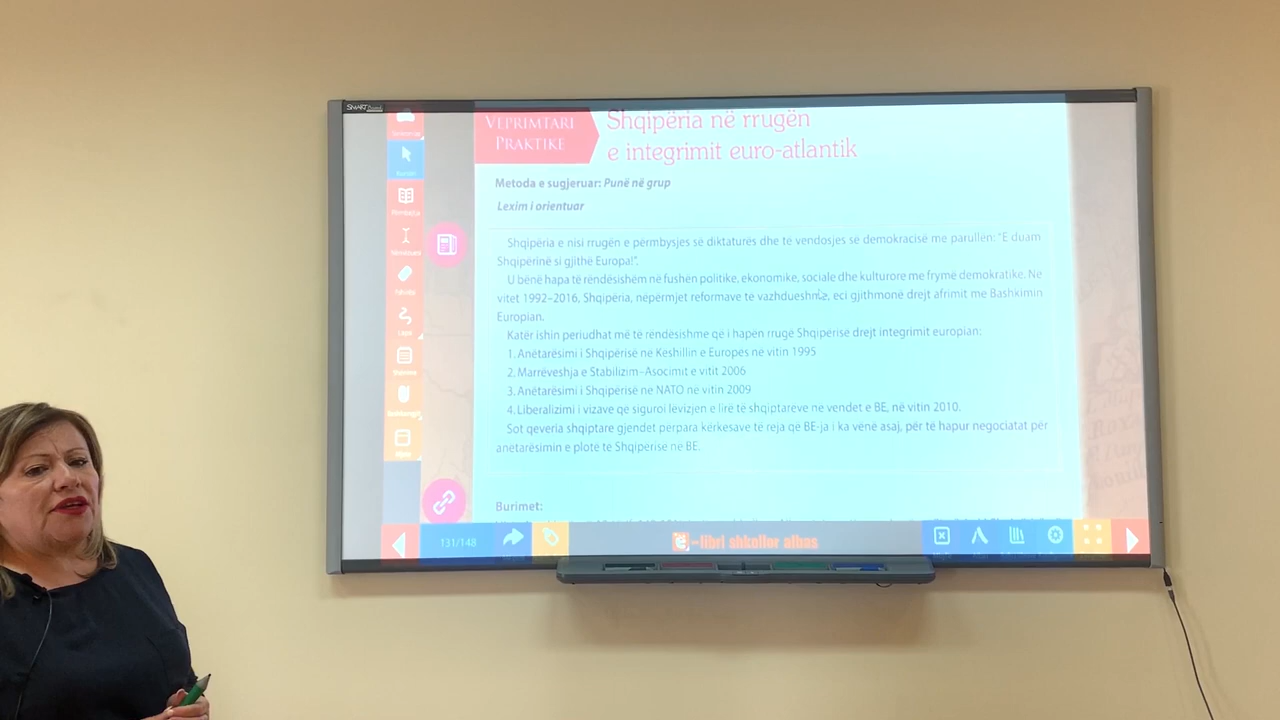 SMART
VEPRIMTARI
PRAKTIKE
Shqipëria në rrugën
e integrimit euro-atlantik
Metoda e sugjeruar: Punë në grup
Lexim i orientuar
Shqipëria e nisi rrugën e përmbysjes së diktaturës dhe të vendosjes së demokracisë me parullën: "E duam
Shqipërinë si gjithë Europa!".
U bënë hapa të rëndësishëm në fushën politike, ekonomike, sociale dhe kulturore me frymë demokratike. Në
vitet 1992–2016, Shqipëria, nëpërmjet reformave të vazhdueshme, eci gjithmonë drejt afrimit me Bashkimin
Europian.
Katër ishin periudhat më të rëndësishme që i hapën rrugë Shqipërisë drejt integrimit europian:
1. Anëtarësimi i Shqipërisë në Këshillin e Europës në vitin 1995
2. Marrëveshja e Stabilizim–Asocimit e vitit 2006
3. Anëtarësimi i Shqipërisë në NATO në vitin 2009
4. Liberalizimi i vizave që siguroi lëvizjen e lirë të shqiptarëve në vendet e BE, në vitin 2010.
Sot qeveria shqiptare gjendet përpara kërkesave të reja që BE-ja i ka vënë asaj, për të hapur negociatat për
anëtarësimin e plotë të Shqipërisë në BE.
Burimet:
131/148
e-libri shkollor albas